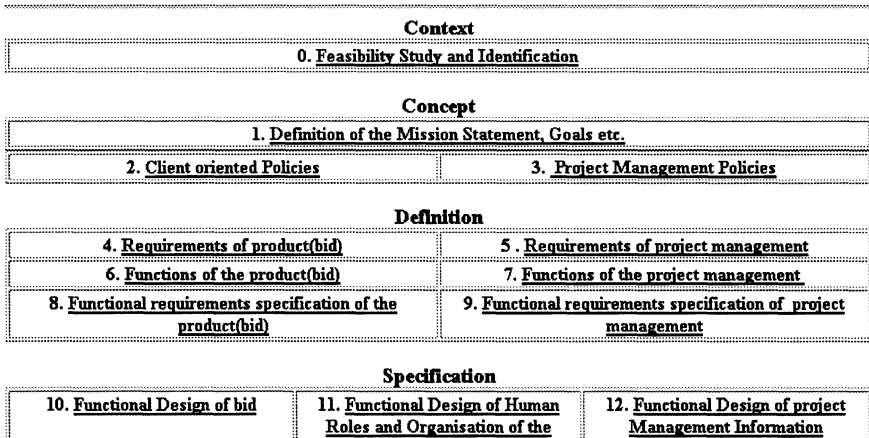 Context
0. Feasibility Study and Identification
Concept
1. Definition of the Mission Statement, Goals etc.
2. Client oriented Policies
3. Project Management Policies
Definition
4. Requirements of product(bid)
5 . Requirements of project management
6. Functions of the product(bid)
7. Functions of the project management
8. Functional requirements specification of the
product(bid)
9. Functional requirements specification of project
management
Specification
10. Functional Design of bid
11. Functional Design of Human
Roles and Organisation of the
12. Functional Design of project
Management Information